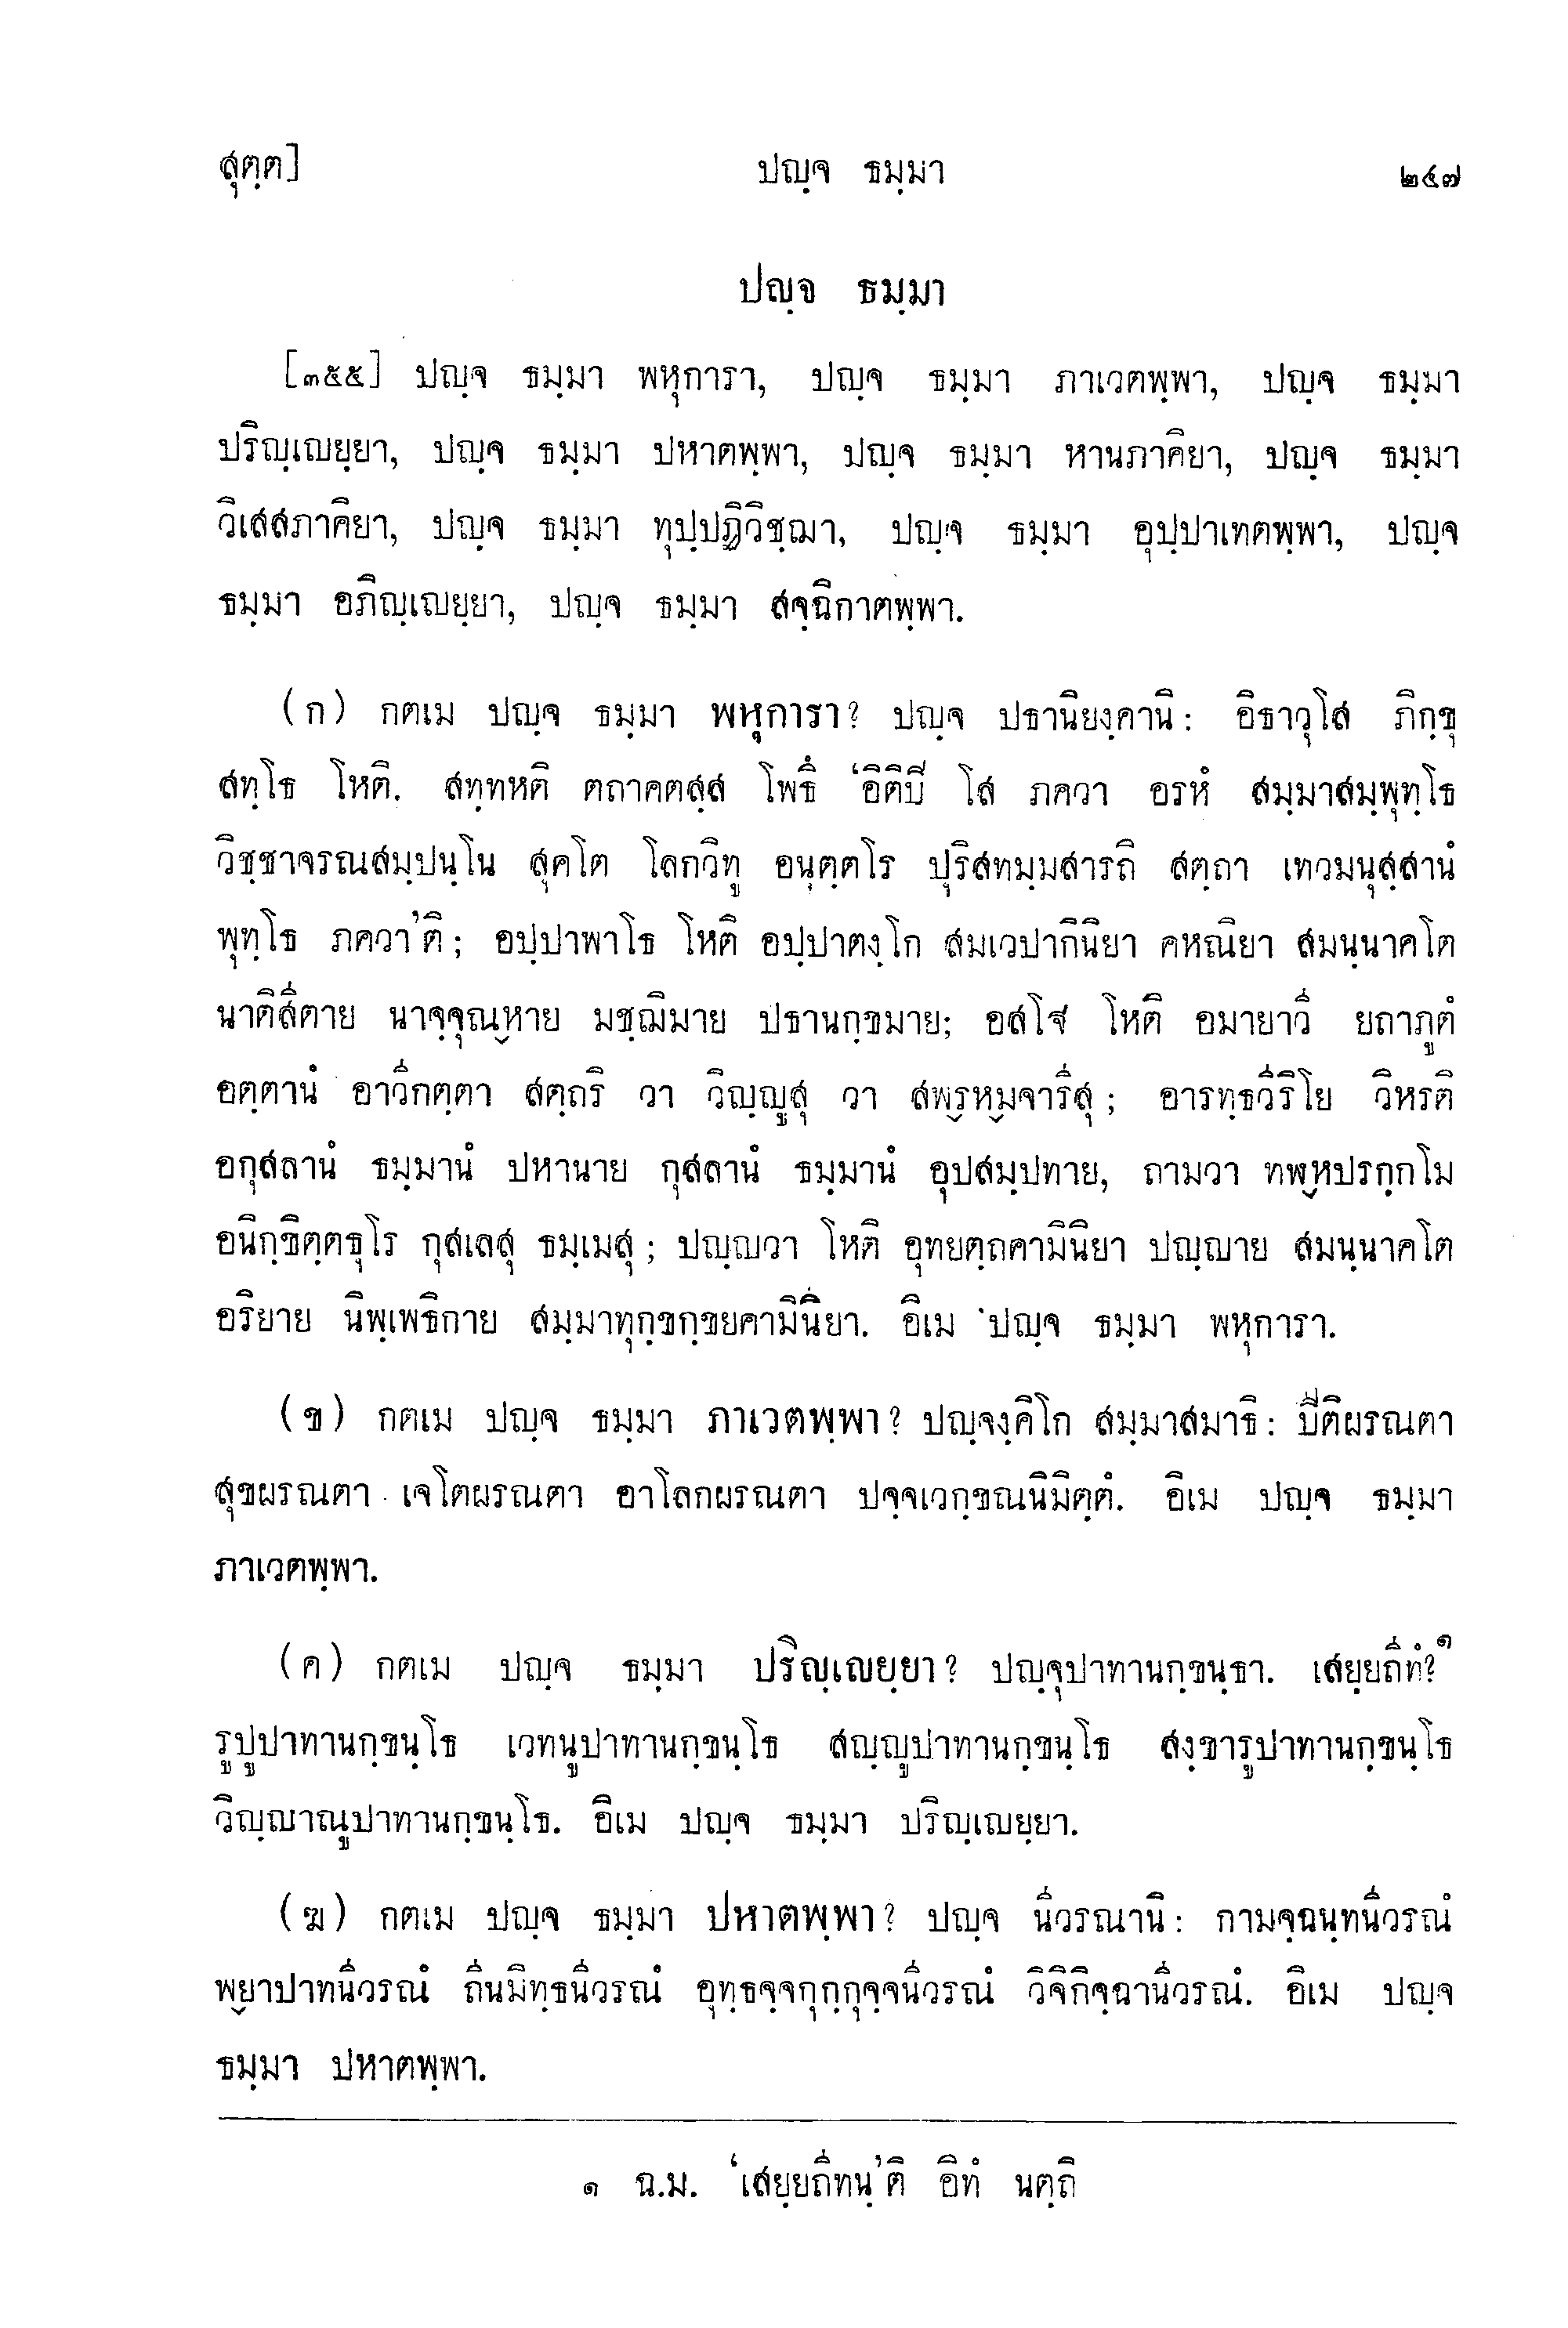 สุตฺต] ปญฺจ ธมฺมา ๒๔๗
ปญฺจ ธมฺมา
[๓๕๕] ปญฺจ ธมฺมา พหุการา, ปญฺจ ธมฺมา ภาเวตพฺพา, ปญฺจ ธมฺมา
ปริญฺเญยฺยา, ปญฺจ ธมฺมา ปหาตพฺพา, ปญฺจ ธมฺมา หานภาคิยา, ปญฺจ ธมฺมา
วิเสสภาคิยา, ปญฺจ ธมฺมา ทุปฺปฏิวิชฺฌา, ปญฺจ ธมฺมา อุปฺปาเทตพฺพา, ปญฺจ
ธมฺมา อภิญฺเญยฺยา, ปญฺจ ธมฺมา สจฺฉิกาตพฺพา.
(ก) กตเม ปญฺจ ธมฺมา พหุการา? ปญฺจ ปธานิยงฺคานิ: อิธาวุโส ภิกฺขุ
สทฺโธ โหติ. สทฺทหติ ตถาคตสฺส โพธึ ‘อิติปิ โส ภควา อรหํ สมฺมาสมฺพุทฺโธ
วิชฺชาจรณสมฺปนฺโน สุคโต โลกวิทู อนุตฺตโร ปุริสทมฺมสารถิ สตฺถา เทวมนุสฺสานํ
พุทฺโธ ภควา’ติ; อปฺปาพาโธ โหติ อปฺปาตงฺโก สมเวปากินิยา คหณิยา สมนฺนาคโต
นาติสีตาย นาจฺจุณฺหาย มชฺฌิมาย ปธานกฺขมาย; อสโฐ โหติ อมายาวี ยถาภูตํ
อตฺตานํ อาวีกตฺตา สตฺถริ วา วิญฺญูสุ วา สพฺรหฺมจารีสุ; อารทฺธวีริโย วิหรติ
อกุสลานํ ธมฺมานํ ปหานาย กุสลานํ ธมฺมานํ อุปสมฺปทาย, ถามวา ทฬฺหปรกฺกโม
อนิกฺขิตฺตธุโร กุสเลสุ ธมฺเมสุ; ปญฺญวา โหติ อุทยตฺถคามินิยา ปญฺญาย สมนฺนาคโต
อริยาย นิพฺเพธิกาย สมฺมาทุกฺขกฺขยคามินิยา. อิเม ปญฺจ ธมฺมา พหุการา.
(ข) กตเม ปญฺจ ธมฺมา ภาเวตพฺพา? ปญฺจงฺคิโก สมฺมาสมาธิ: ปีติผรณตา
สุขผรณตา เจโตผรณตา อาโลกผรณตา ปจฺจเวกฺขณนิมิตฺตํ. อิเม ปญฺจ ธมฺมา
ภาเวตพฺพา.
(ค) กตเม ปญฺจ ธมฺมา ปริญฺเญยฺยา? ปญฺจุปาทานกฺขนฺธา. เสยฺยถีทํ?๑
รูปูปาทานกฺขนฺโธ เวทนูปาทานกฺขนฺโธ สญฺญูปาทานกฺขนฺโธ สงฺขารูปาทานกฺขนฺโธ
วิญฺญาณูปาทานกฺขนฺโธ. อิเม ปญฺจ ธมฺมา ปริญฺเญยฺยา.
(ฆ) กตเม ปญฺจ ธมฺมา ปหาตพฺพา? ปญฺจ นีวรณานิ: กามจฺฉนฺทนีวรณํ
พฺยาปาทนีวรณํ ถีนมิทฺธนีวรณํ อุทฺธจฺจกุกฺกุจฺจนีวรณํ วิจิกิจฺฉานีวรณํ. อิเม ปญฺจ
ธมฺมา ปหาตพฺพา.
๑ ฉ.ม. ‘เสยฺยถีทนฺ’ติ อิทํ นตฺถิ